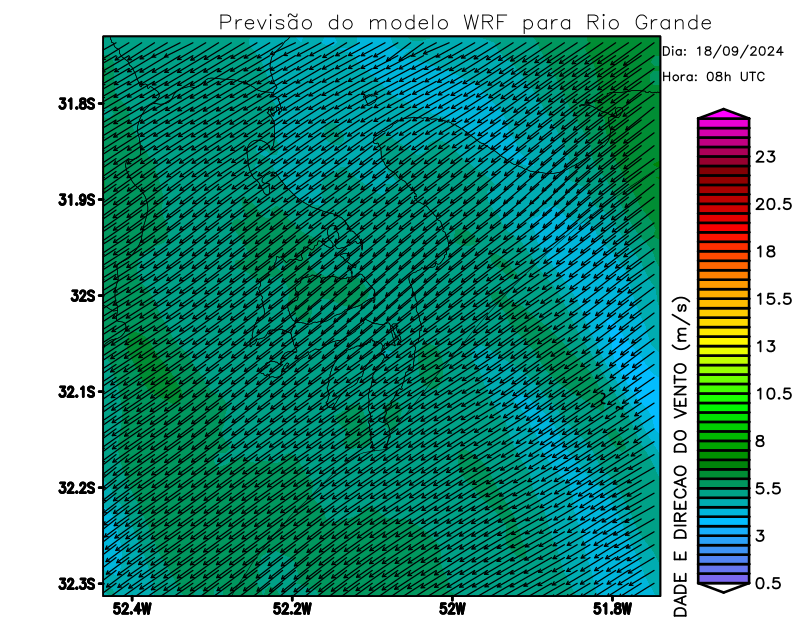 Previsão do modelo WRF para Rio Grande
Dia: 18/09/2024
Hora: 08h UTC
31.8S
31.9S
32S
32.1S
32.2S
32.3S
52.4W
52.2W
52W
51.8W
23
20.5
18
15.5
13
10.5
8
5.5
3
0.5
DADE E DIRECAO DO VENTO (m/s)